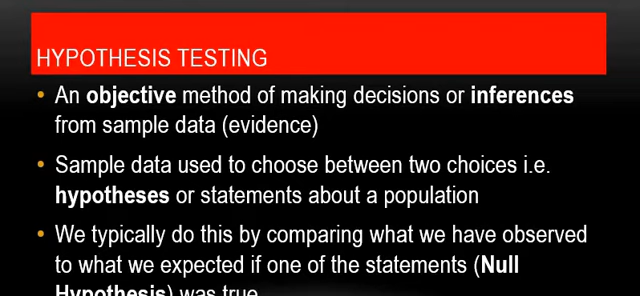 HYPOTHESIS TESTING
• An objective method of making decisions or inferences
from sample data (evidence)
• Sample data used to choose between two choices i.e.
hypotheses or statements about a population
• We typically do this by comparing what we have observed
to what we expected if one of the statements (Null
Hypothesis) was true